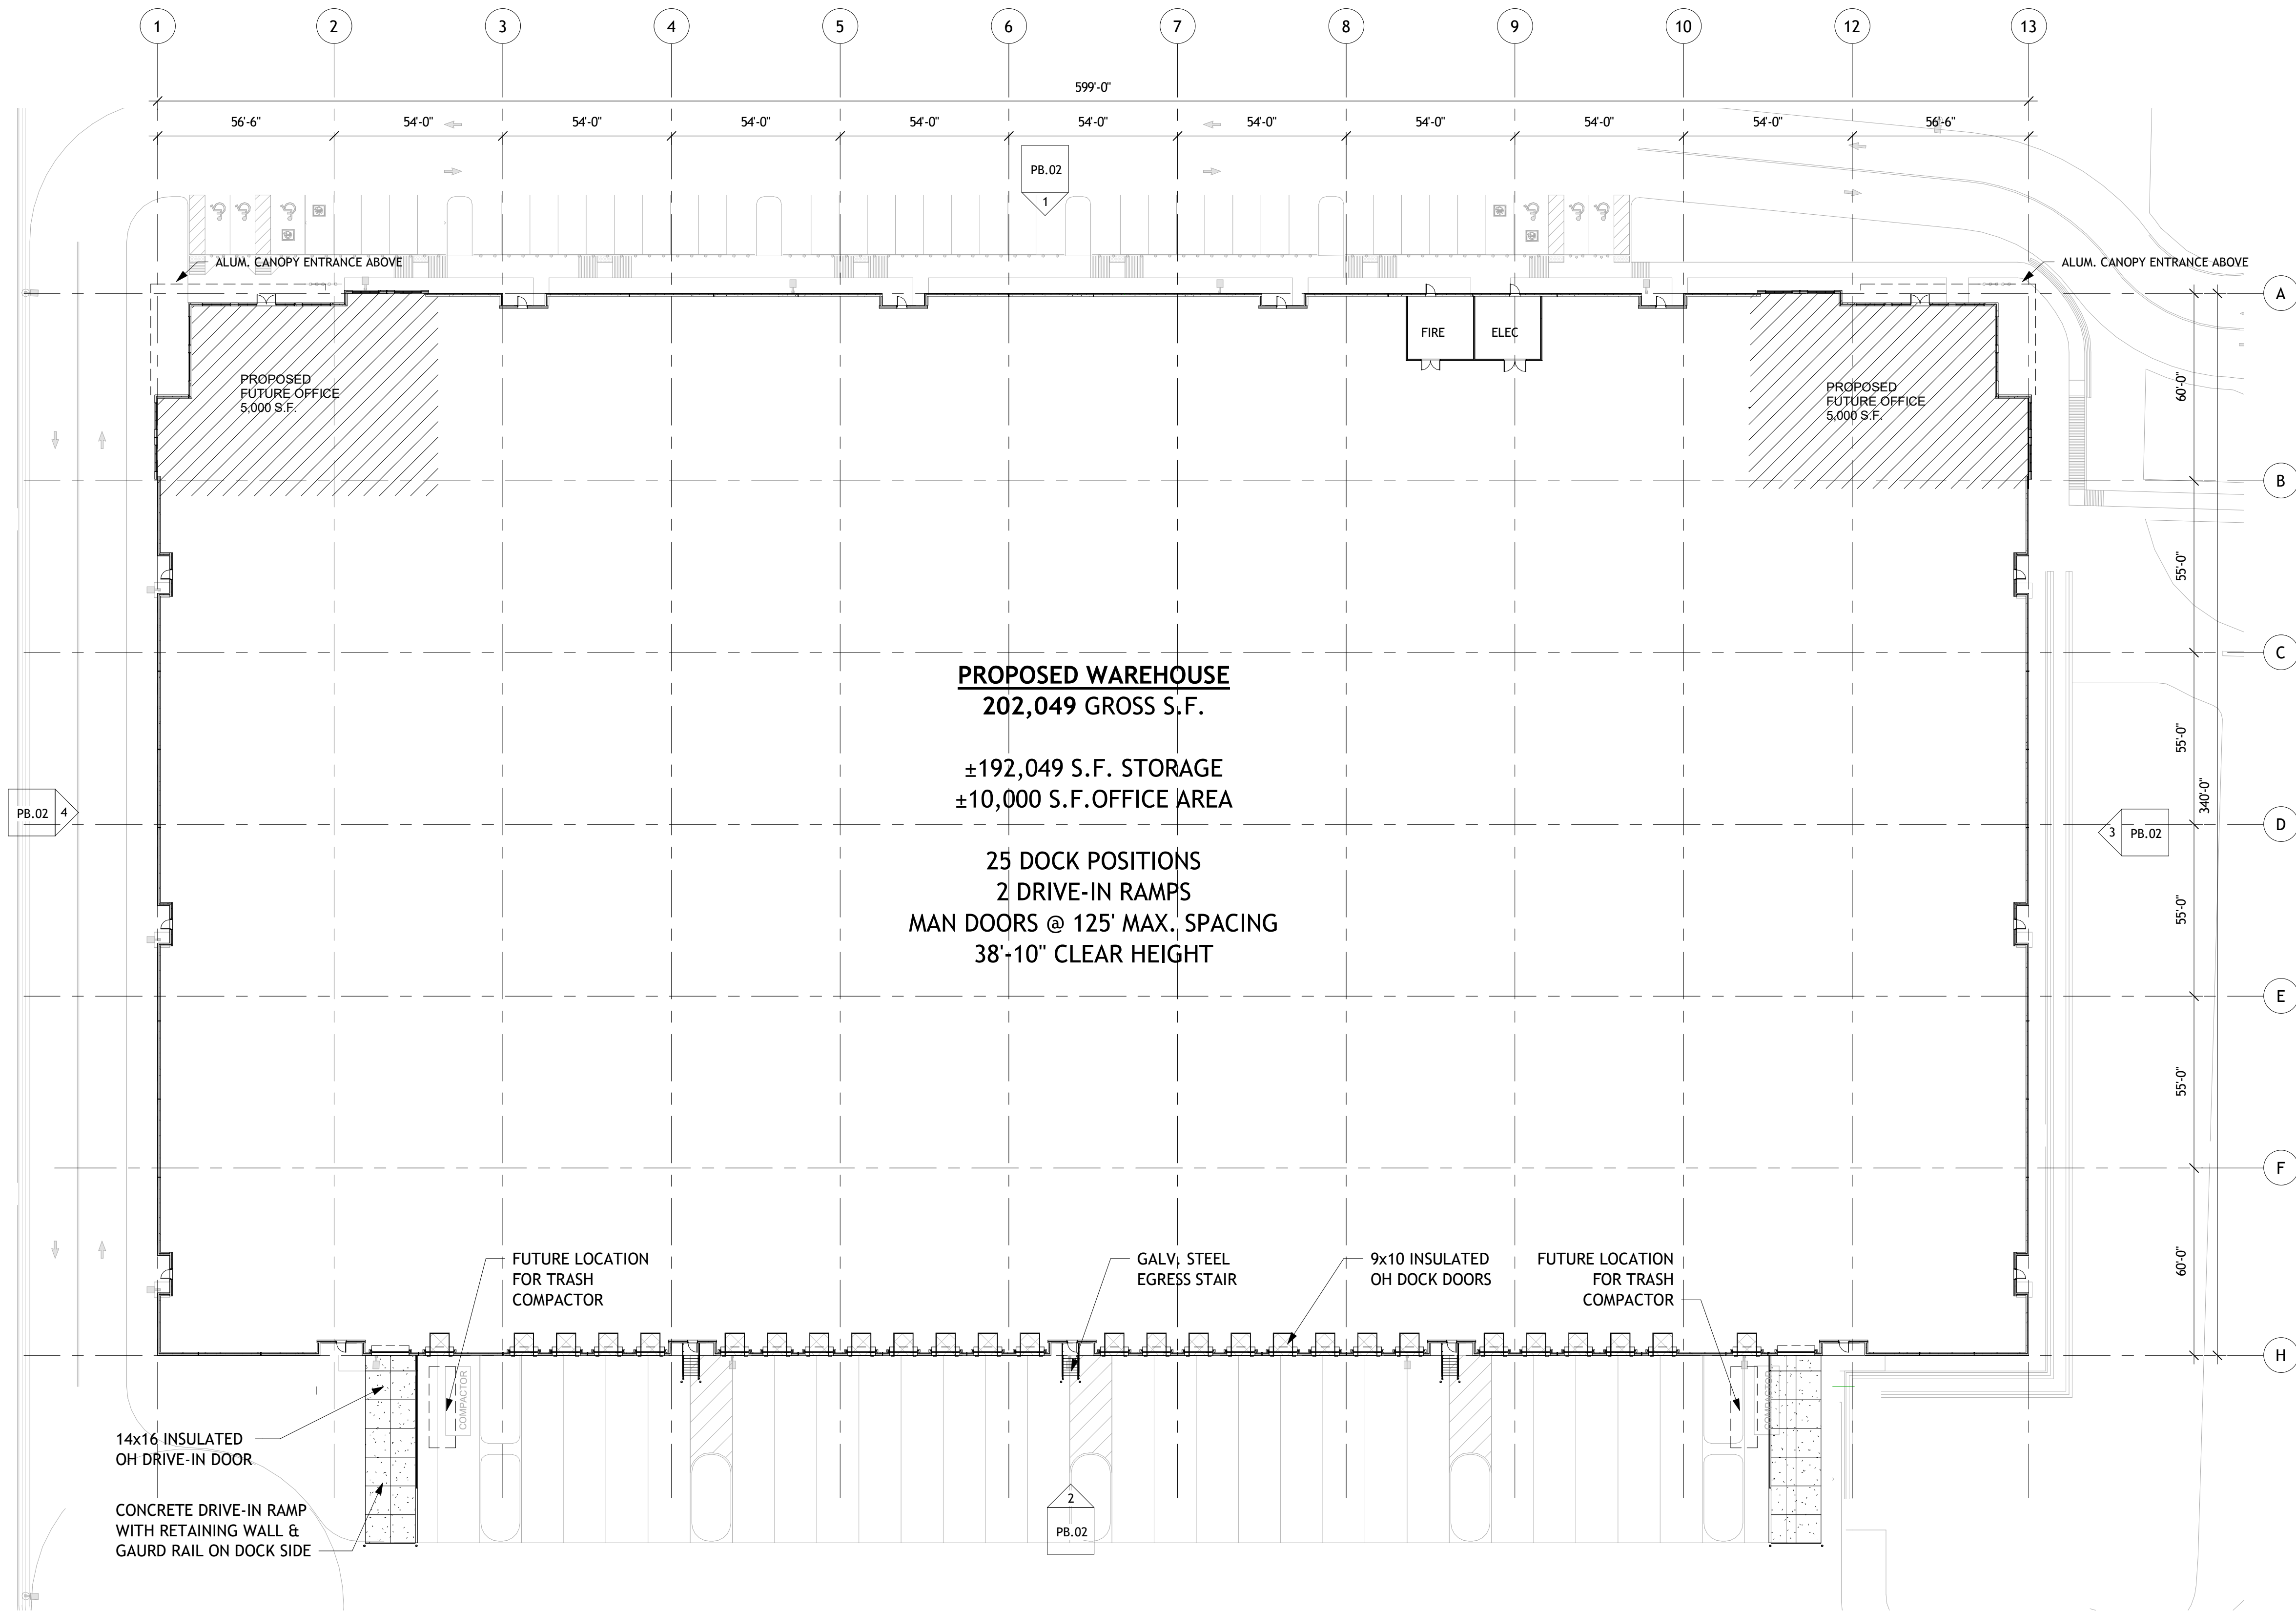 1
2
3
4
5
6
7
8
9
10
12
13
599'-0"
56'-6"
54'-0"
54'-0"
54'-0"
54'-0"
54'-0"
54'-0"
54'-0"
54'-0"
54'-0"
56'-6"
PB.02
1
ALUM. CANOPY ENTRANCE ABOVE
ALUM. CANOPY ENTRANCE ABOVE
A
FIRE
ELEC
PROPOSED
FUTURE OFFICE
5,000 S.F.
PROPOSED
FUTURE OFFICE
5,000 S.F.
60'-0"
B
55'-0"
C
PROPOSED WAREHOUSE
202,049 GROSS S.F.
±192,049 S.F. STORAGE
±10,000 S.F.OFFICE AREA
25 DOCK POSITIONS
2 DRIVE-IN RAMPS
MAN DOORS @ 125' MAX. SPACING
38'-10" CLEAR HEIGHT
55'-0"
340'-0"
PB.02
4
3
PB.02
D
55'-0"
E
55'-0"
F
60'-0"
FUTURE LOCATION
FOR TRASH
COMPACTOR
GALV. STEEL
EGRESS STAIR
9x10 INSULATED
OH DOCK DOORS
FUTURE LOCATION
FOR TRASH
COMPACTOR
H
COMPACTOR
COMPACTOR
14x16 INSULATED
OH DRIVE-IN DOOR
CONCRETE DRIVE-IN RAMP
WITH RETAINING WALL &
GAURD RAIL ON DOCK SIDE
2
PB.02